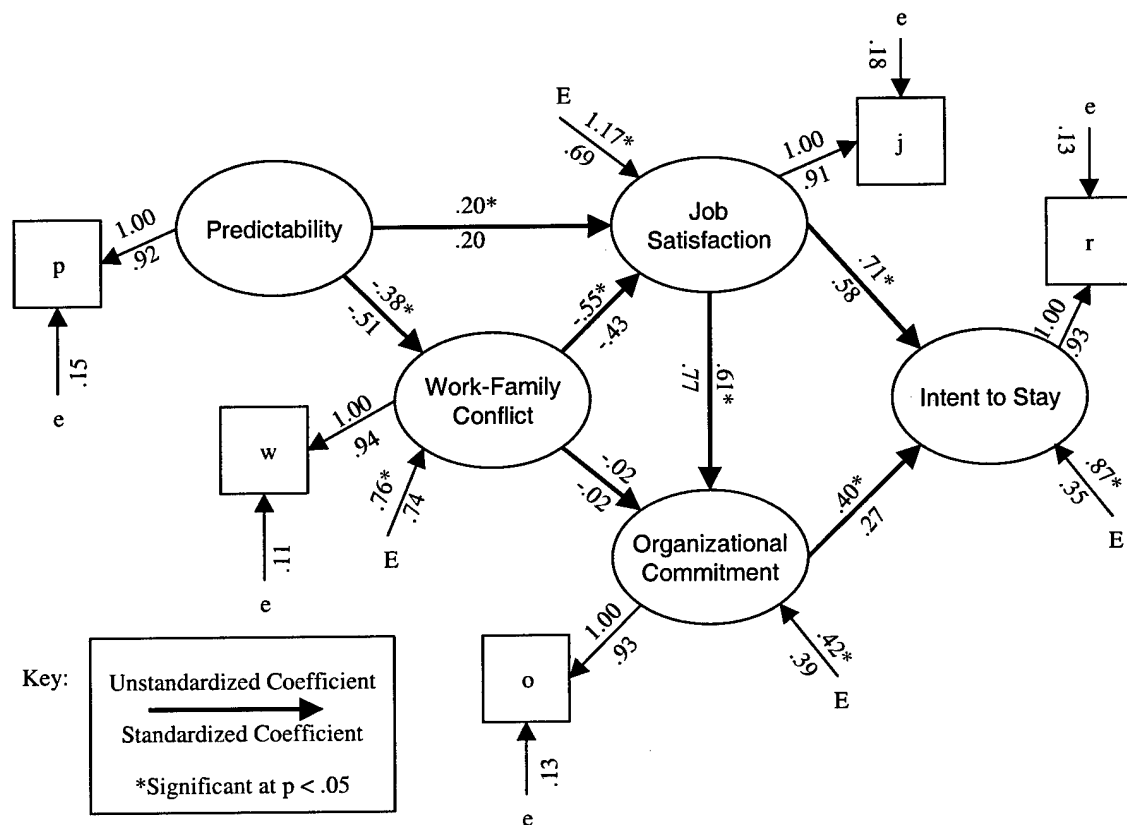 e
.18
E
1.17*
.69
1.00
.91
j
e
.13
r
1.00
.93
Predictability
1.00
.92
p
.15
e
.20*
.20
Job
Satisfaction
-.38*
-.51
-.55*
-.43
.71*
.58
.61*
.77
Work-Family
Conflict
1.00
.94
w
.11
e
.76*
.74
E
-.02
-.02
Intent to Stay
.87*
.35
E
.40*
.27
Organizational
Commitment
1.00
.93
o
.13
e
.42*
.39
E
Key:
Unstandardized Coefficient
Standardized Coefficient
*Significant at p < .05